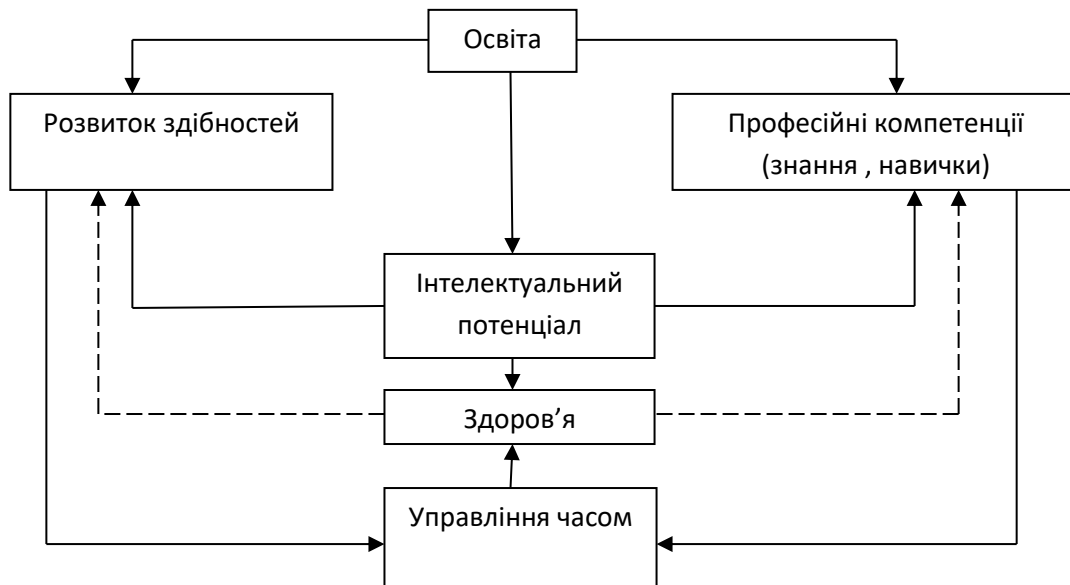 Освіта
Розвиток здібностей
Професійні компетенції
(знання , навички)
Інтелектуальний
потенціал
Здоров’я
Управління часом